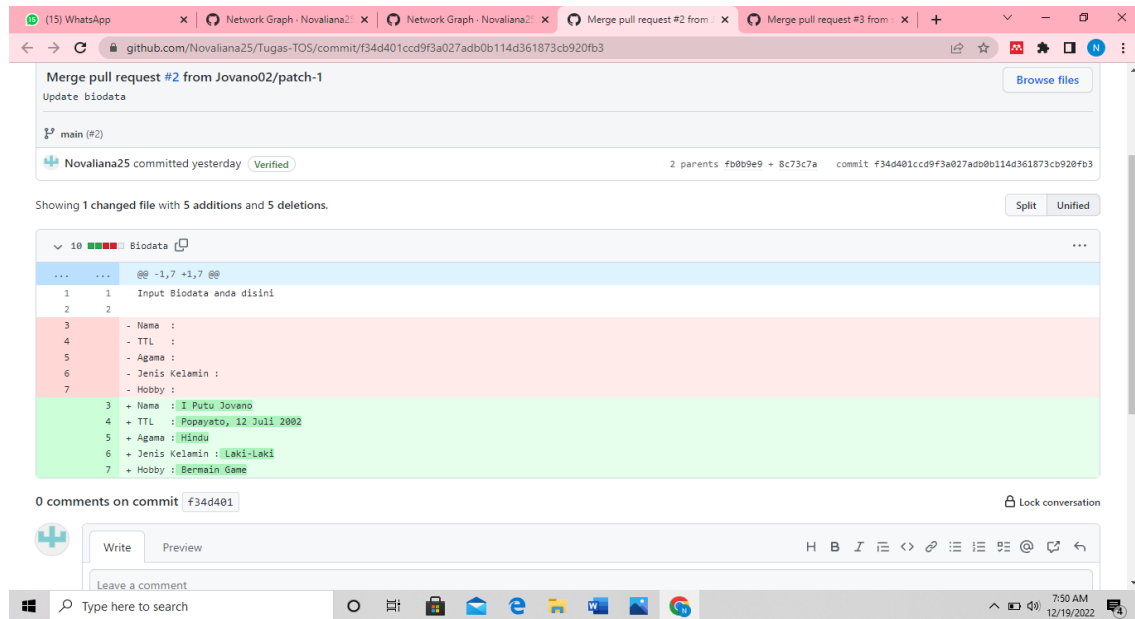 (15) WhatsApp
Network Graph · Novaliana2
Network Graph · Novaliana2
Merge pull request #2 from
Merge pull request #3 from
github.com/Novaliana25/Tugas-TOS/commit/f34d401ccd9f3a027adb0b114d361873cb920fb3
N
Merge pull request #2 from Jovano02/patch-1
Browse files
Update biodata
main (#2)
Novaliana25 committed yesterday Verified
2 parents fb0b9e9 + 8c73c7a commit f34d401ccd9f3a027adb0b114d361873cb920fb3
Showing 1 changed file with 5 additions and 5 deletions.
Split Unified
10 Biodata ...
... ... @@ -1,7 +1,7 @@
1 1 Input Biodata anda disini
2 2
3 - Nama :
4 - TTL :
5 - Agama :
6 - Jenis Kelamin :
7 - Hobby :
3 + Nama : I Putu Jovano
4 + TTL : Popayato, 12 Juli 2002
5 + Agama : Hindu
6 + Jenis Kelamin : Laki-Laki
7 + Hobby : Bermain Game
0 comments on commit f34d401
Lock conversation
Write Preview
H B I
Leave a comment
Type here to search
7:50 AM
12/19/2022
4